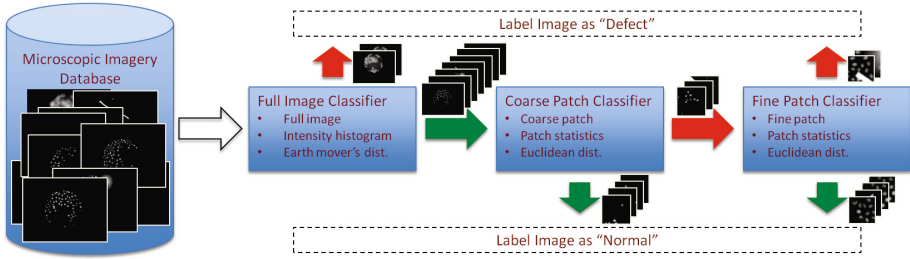 Label Image as “Defect”
Microscopic Imagery
Database
Full Image Classifier
• Full image
• Intensity histogram
• Earth mover’s dist.
Coarse Patch Classifier
• Coarse patch
• Patch statistics
• Euclidean dist.
Fine Patch Classifier
• Fine patch
• Patch statistics
• Euclidean dist.
Label Image as “Normal”